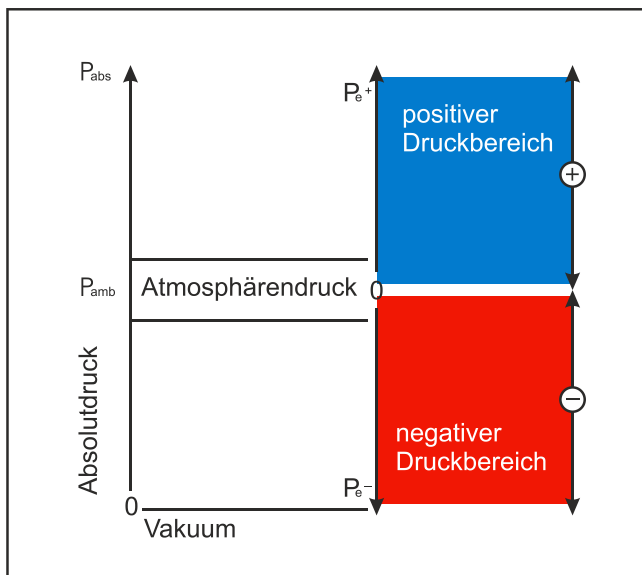 Pabs
Pe+
positiver
Druckbereich
+
Pamb
Atmosphärendruck
0
Absolutdruck
−
negativer
Druckbereich
Pe−
0
Vakuum